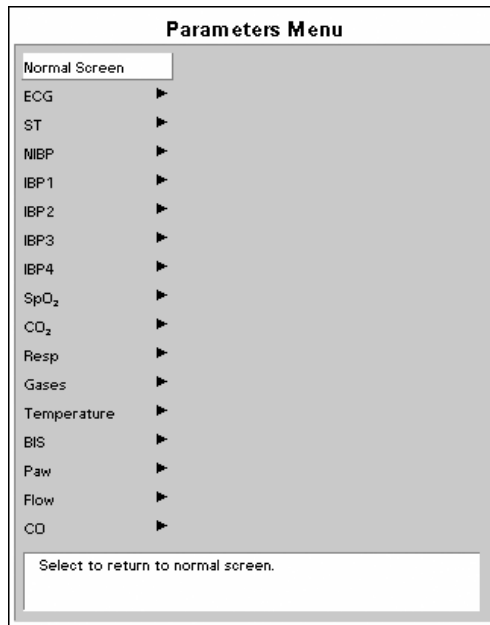 Parameters Menu
Normal Screen
ECG
ST
NIBP
IBP1
IBP2
IBP3
IBP4
SpO₂
CO₂
Resp
Gases
Temperature
BIS
Paw
Flow
CO
Select to return to normal screen.